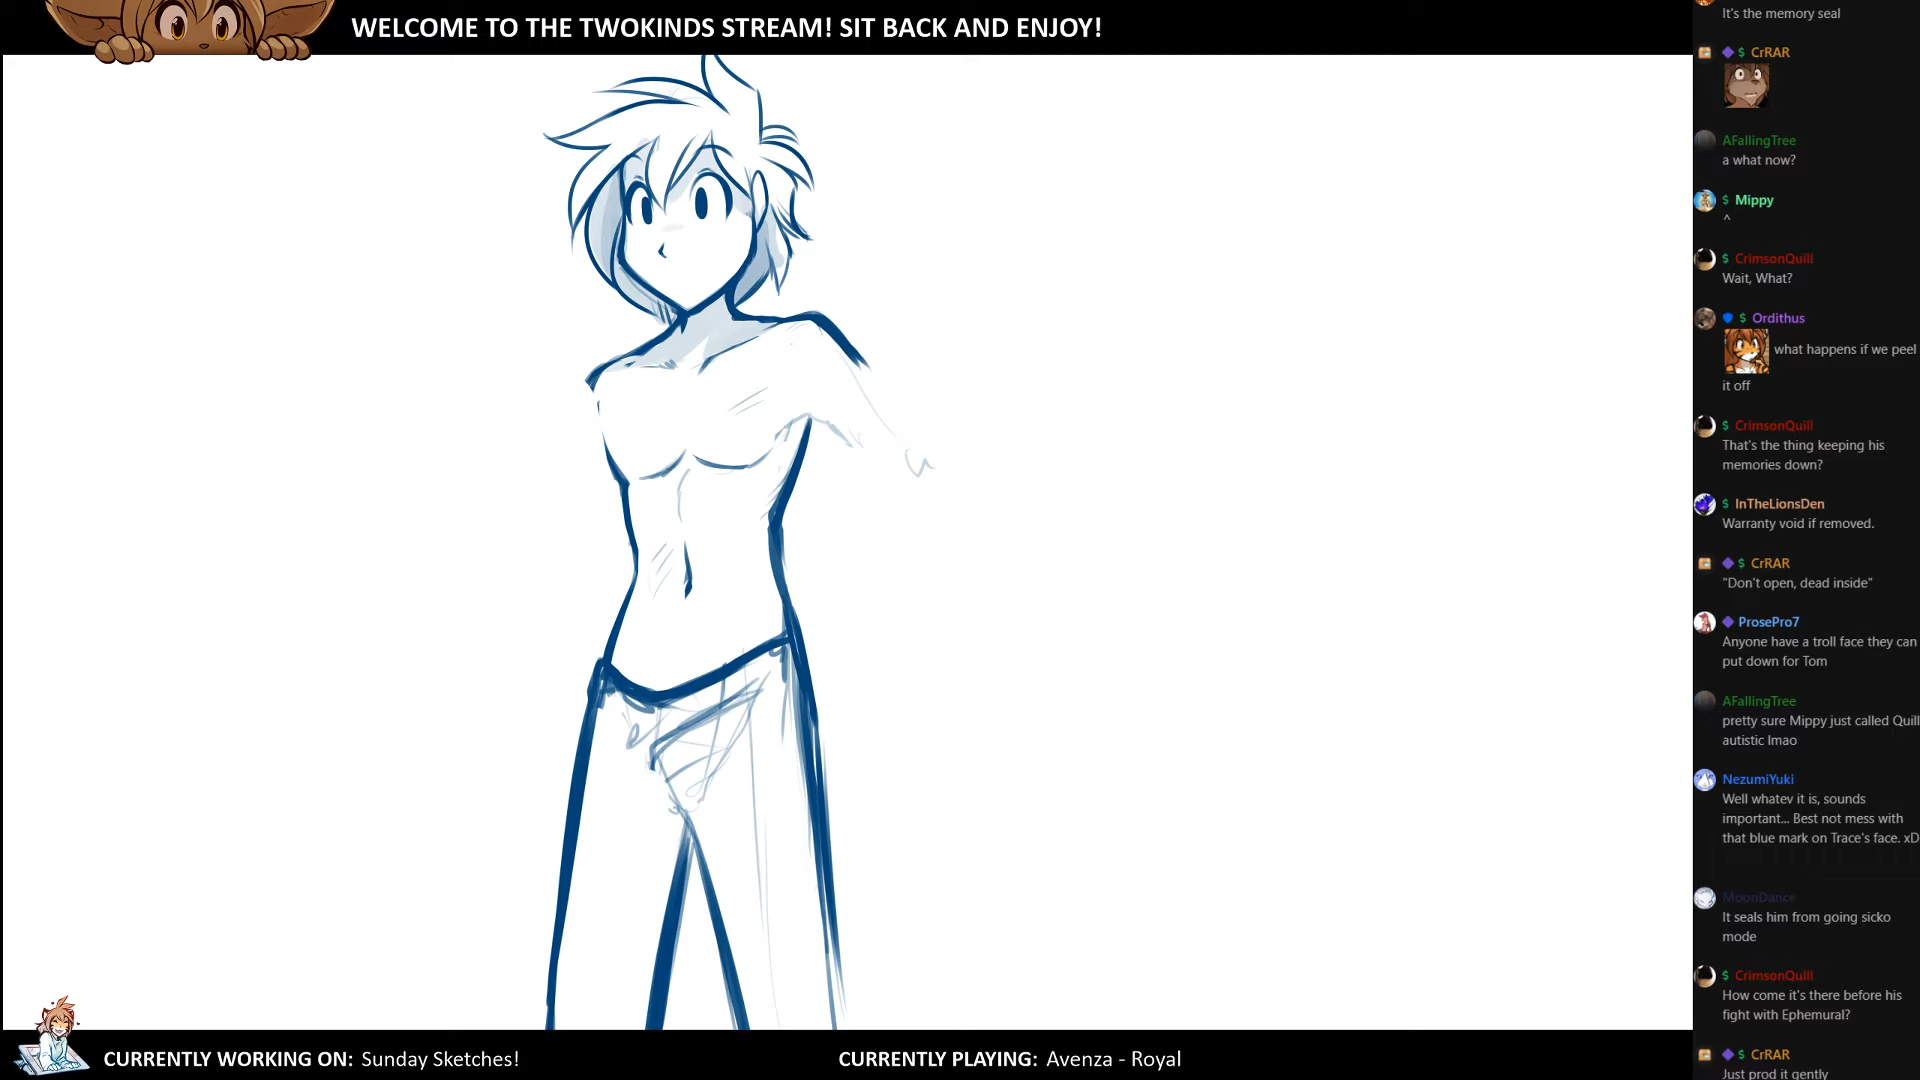 WELCOME TO THE TWOKINDS STREAM! SIT BACK AND ENJOY!
It's the memory seal
$ CrRAR
AFallingTree
a what now?
$ Mippy
^
$ CrimsonQuill
Wait, What?
$ Ordithus
what happens if we peel
it off
$ CrimsonQuill
That's the thing keeping his
memories down?
$ InTheLionsDen
Warranty void if removed.
$ CrRAR
"Don't open, dead inside"
ProsePro7
Anyone have a troll face they can
put down for Tom
AFallingTree
pretty sure Mippy just called Quill
autistic lmao
NezumiYuki
Well whatev it is, sounds
important... Best not mess with
that blue mark on Trace's face. xD
MoonDance
It seals him from going sicko
mode
$ CrimsonQuill
How come it's there before his
fight with Ephemural?
$ CrRAR
Just prod it gently
CURRENTLY WORKING ON: Sunday Sketches!
CURRENTLY PLAYING: Avenza - Royal